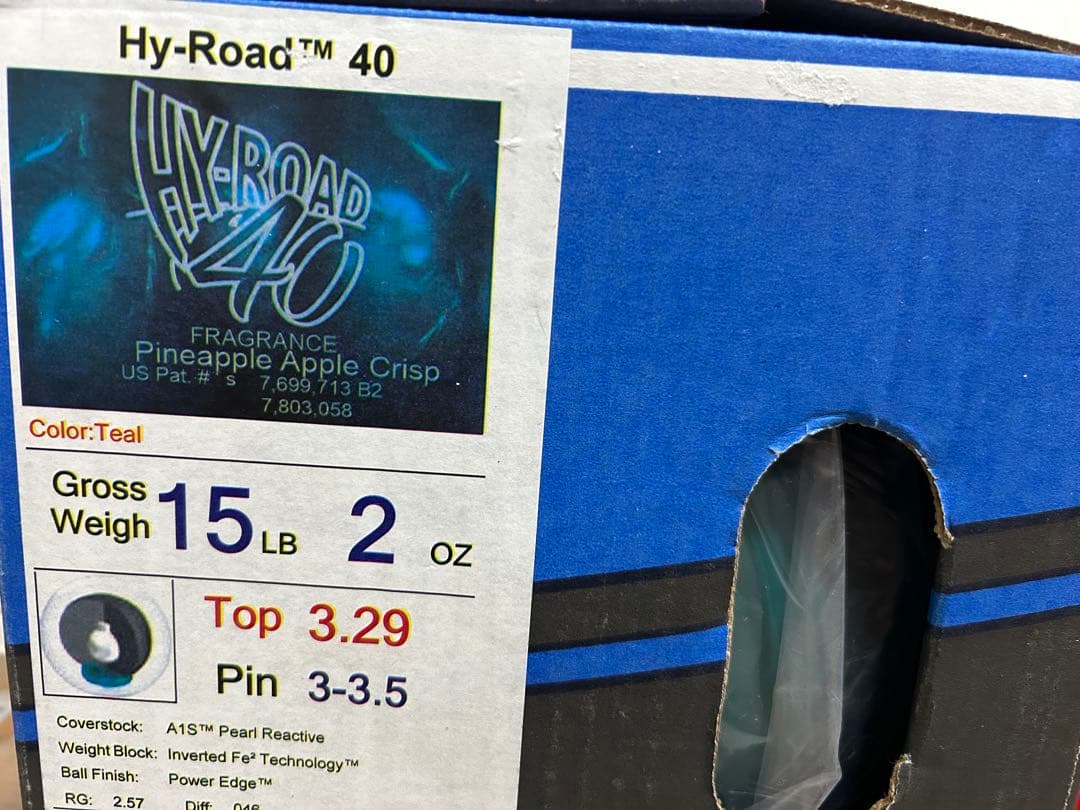 Hy-Road™ 40
HY-ROAD
40
FRAGRANCE
Pineapple Apple Crisp
US Pat. # s 7,699,713 B2
7,803,058
Color:Teal
Gross Weigh 15 LB 2 OZ
Top 3.29
Pin 3-3.5
Coverstock: A1S™ Pearl Reactive
Weight Block: Inverted Fe² Technology™
Ball Finish: Power Edge™
RG: 2.57 Diff: .046